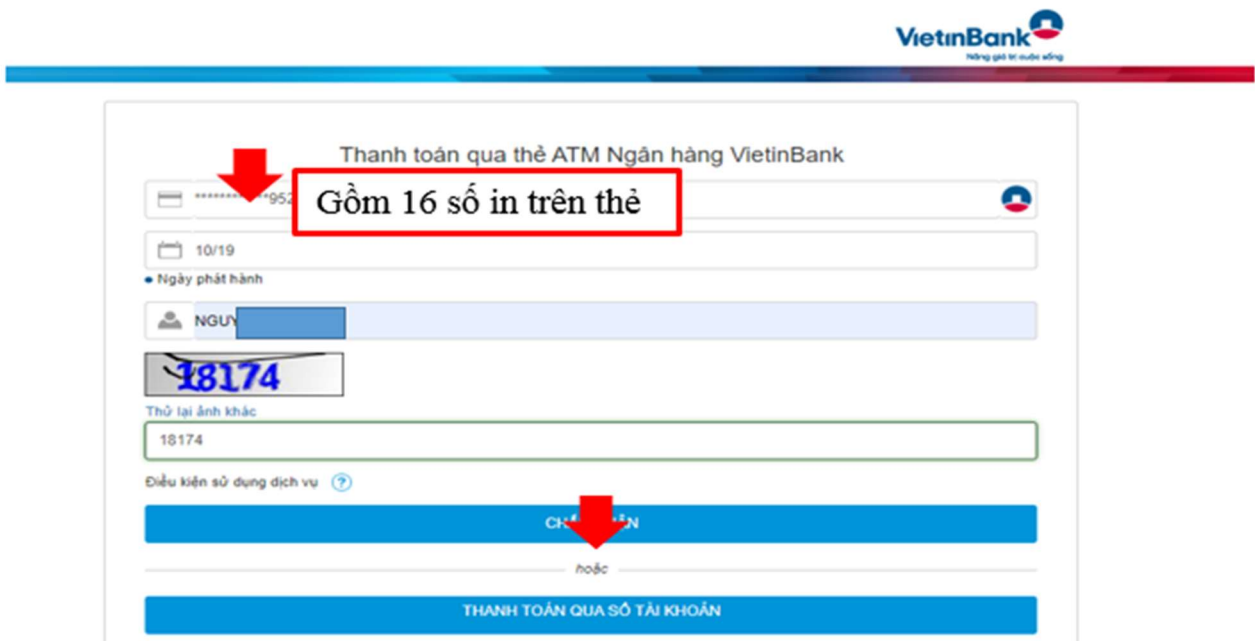 VietinBank
Nâng giá trị cuộc sống
Thanh toán qua thẻ ATM Ngân hàng VietinBank
Gồm 16 số in trên thẻ
10/19
Ngày phát hành
18174
Thử lại ảnh khác
18174
Điều kiện sử dụng dịch vụ ?
hoặc
THANH TOÁN QUA SỐ TÀI KHOẢN